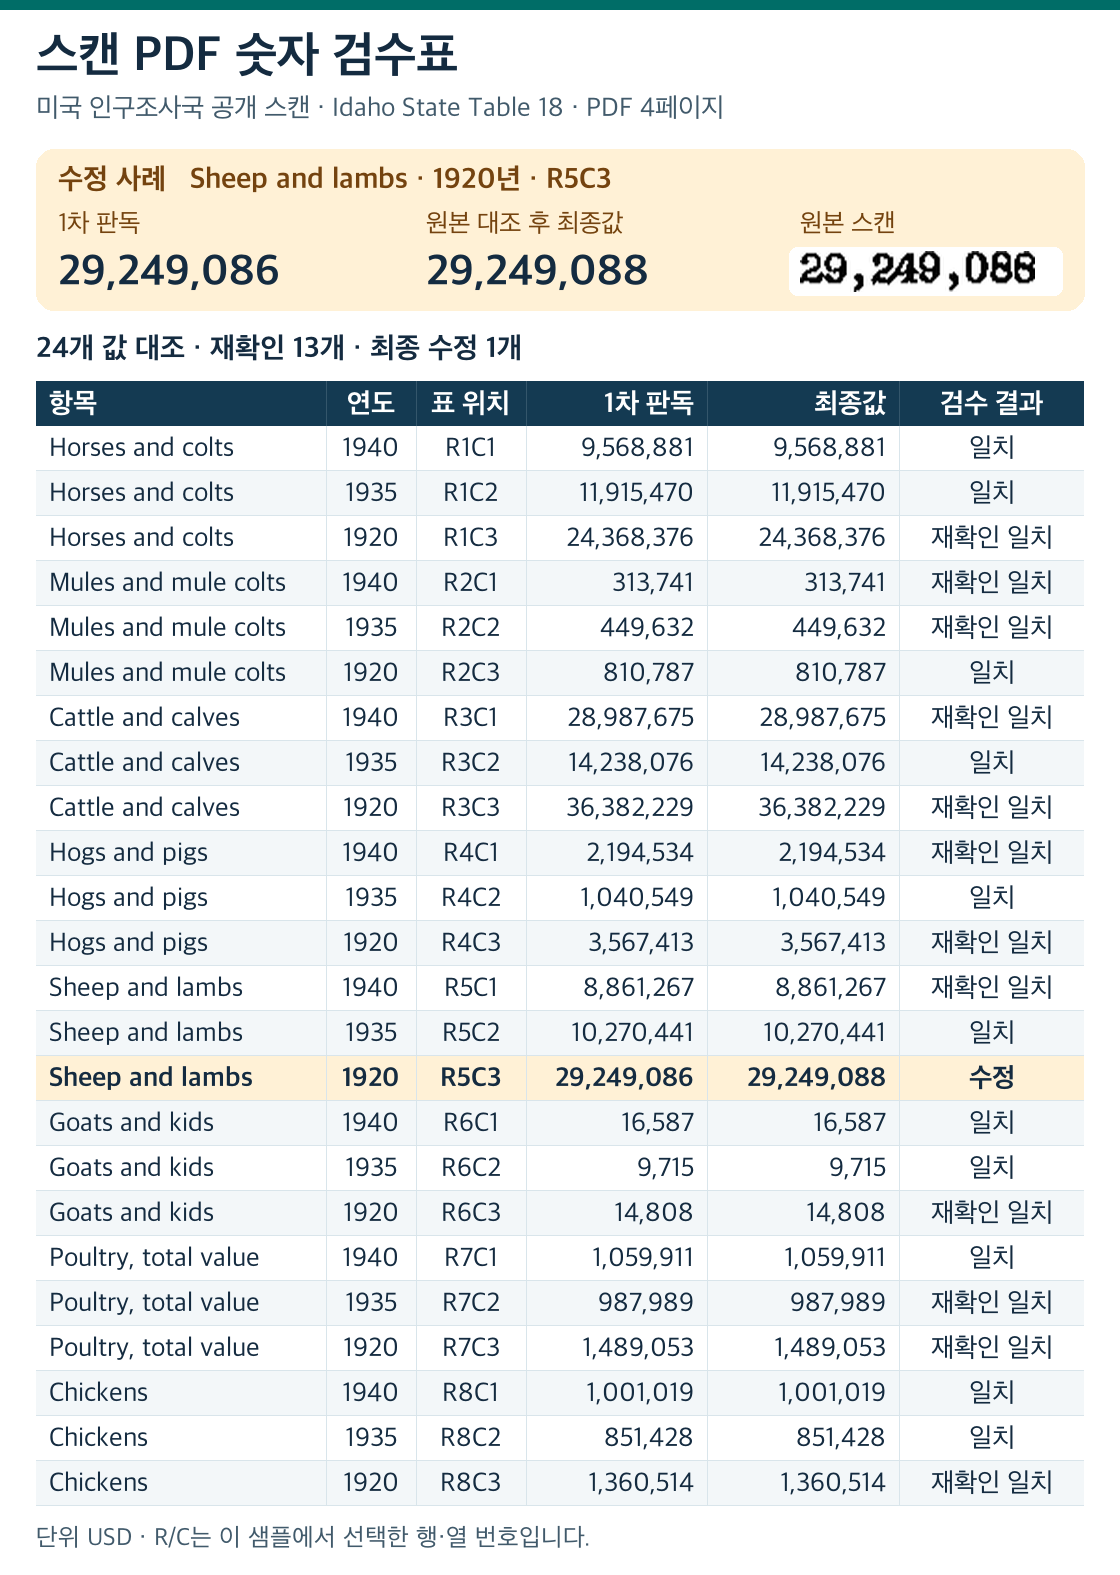 스캔 PDF 숫자 검수표
미국 인구조사국 공개 스캔 · Idaho State Table 18 · PDF 4페이지
수정 사례 Sheep and lambs · 1920년 · R5C3
1차 판독 원본 대조 후 최종값 원본 스캔
29,249,086 29,249,088 29,249,088
24개 값 대조 · 재확인 13개 · 최종 수정 1개
항목 연도 표 위치 1차 판독 최종값 검수 결과
Horses and colts 1940 R1C1 9,568,881 9,568,881 일치
Horses and colts 1935 R1C2 11,915,470 11,915,470 일치
Horses and colts 1920 R1C3 24,368,376 24,368,376 재확인 일치
Mules and mule colts 1940 R2C1 313,741 313,741 재확인 일치
Mules and mule colts 1935 R2C2 449,632 449,632 재확인 일치
Mules and mule colts 1920 R2C3 810,787 810,787 일치
Cattle and calves 1940 R3C1 28,987,675 28,987,675 재확인 일치
Cattle and calves 1935 R3C2 14,238,076 14,238,076 일치
Cattle and calves 1920 R3C3 36,382,229 36,382,229 재확인 일치
Hogs and pigs 1940 R4C1 2,194,534 2,194,534 재확인 일치
Hogs and pigs 1935 R4C2 1,040,549 1,040,549 일치
Hogs and pigs 1920 R4C3 3,567,413 3,567,413 재확인 일치
Sheep and lambs 1940 R5C1 8,861,267 8,861,267 재확인 일치
Sheep and lambs 1935 R5C2 10,270,441 10,270,441 일치
Sheep and lambs 1920 R5C3 29,249,086 29,249,088 수정
Goats and kids 1940 R6C1 16,587 16,587 일치
Goats and kids 1935 R6C2 9,715 9,715 일치
Goats and kids 1920 R6C3 14,808 14,808 재확인 일치
Poultry, total value 1940 R7C1 1,059,911 1,059,911 일치
Poultry, total value 1935 R7C2 987,989 987,989 재확인 일치
Poultry, total value 1920 R7C3 1,489,053 1,489,053 재확인 일치
Chickens 1940 R8C1 1,001,019 1,001,019 일치
Chickens 1935 R8C2 851,428 851,428 일치
Chickens 1920 R8C3 1,360,514 1,360,514 재확인 일치
단위 USD · R/C는 이 샘플에서 선택한 행·열 번호입니다.